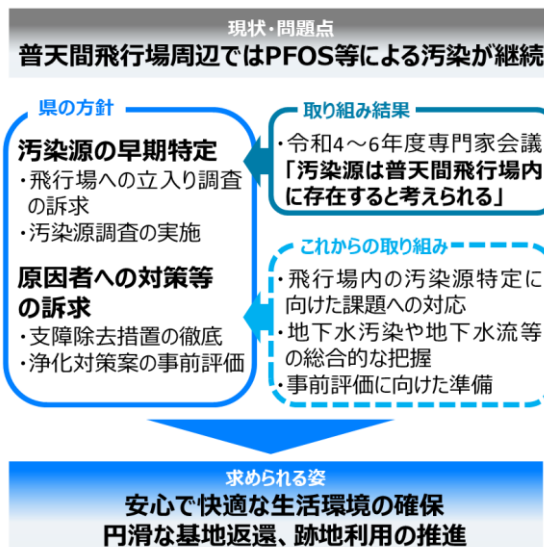 現状・問題点
普天間飛行場周辺ではPFOS等による汚染が継続
県の方針
汚染源の早期特定
・飛行場への立入り調査
の訴求
・汚染源調査の実施
原因者への対策等
の訴求
・支障除去措置の徹底
・浄化対策案の事前評価
取り組み結果
・令和4～6年度専門家会議
「汚染源は普天間飛行場内
に存在すると考えられる」
これからの取り組み
・飛行場内の汚染源特定に
向けた課題への対応
・地下水汚染や地下水流等
の総合的な把握
・事前評価に向けた準備
求められる姿
安心で快適な生活環境の確保
円滑な基地返還、跡地利用の推進